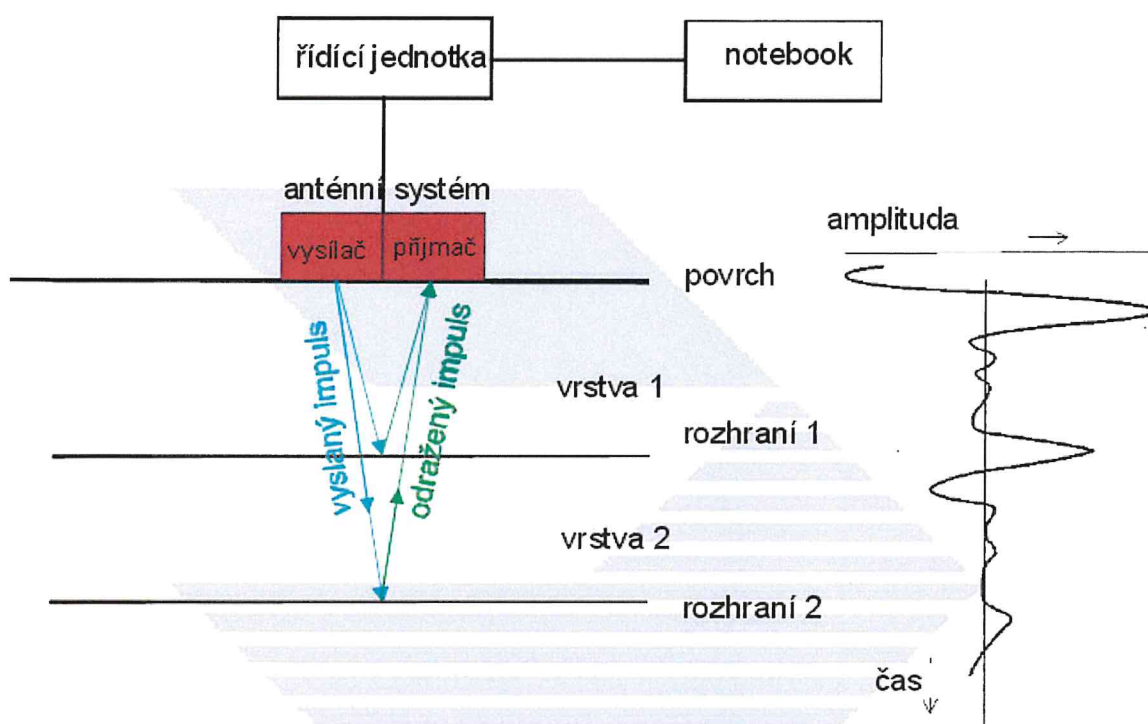 řídící jednotka
notebook
anténní systém
vysílač
příjmač
amplituda
povrch
vyslaný impuls
odražený impuls
vrstva 1
rozhraní 1
vrstva 2
rozhraní 2
čas